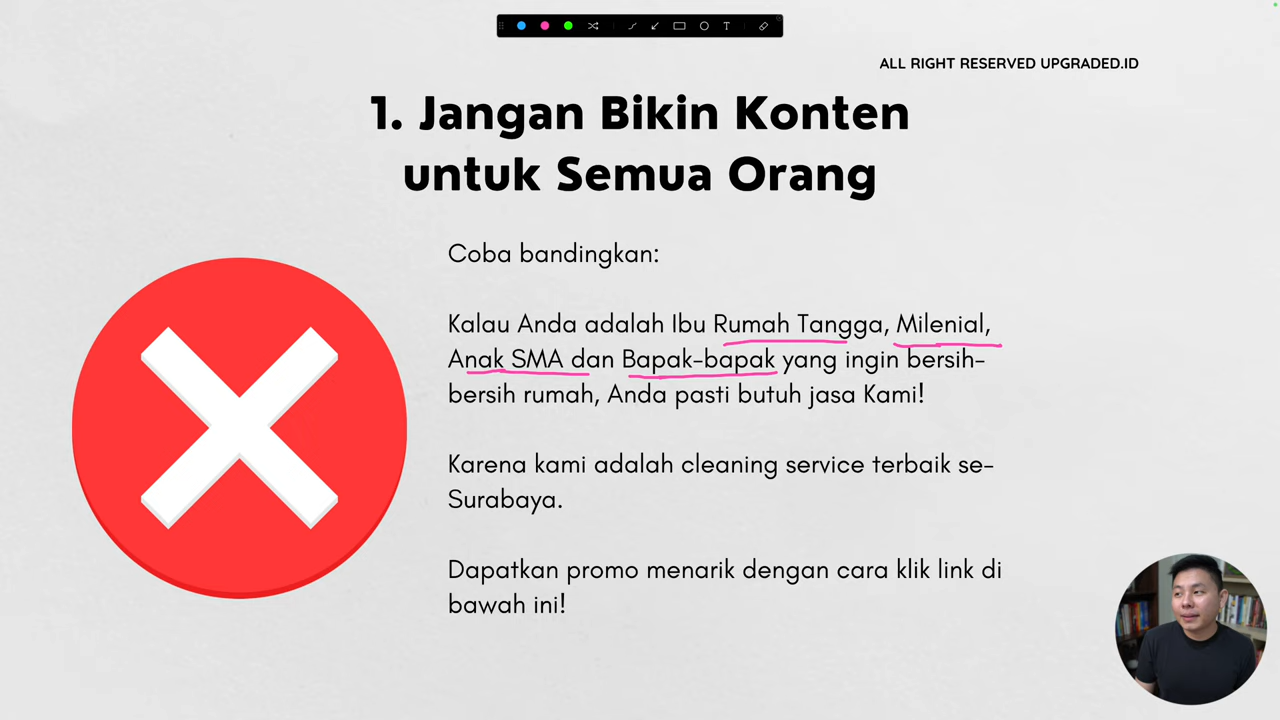 ALL RIGHT RESERVED UPGRADED.ID
1. Jangan Bikin Konten
untuk Semua Orang
Coba bandingkan:
Kalau Anda adalah Ibu Rumah Tangga, Milenial,
Anak SMA dan Bapak-bapak yang ingin bersih-
bersih rumah, Anda pasti butuh jasa Kami!
Karena kami adalah cleaning service terbaik se-
Surabaya.
Dapatkan promo menarik dengan cara klik link di
bawah ini!